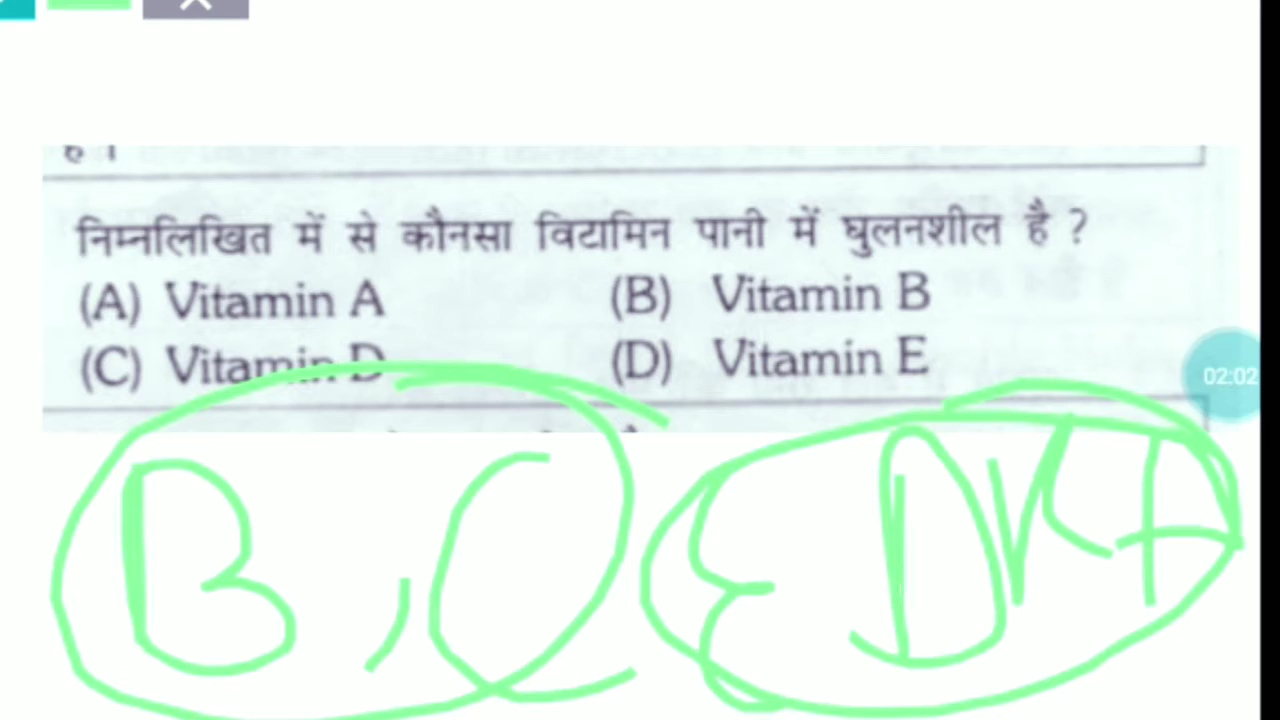 है ।
निम्नलिखित में से कौनसा विटामिन पानी में घुलनशील है ?
(A) Vitamin A (B) Vitamin B
(C) Vitamin D (D) Vitamin E
02:02
B, C E D K A